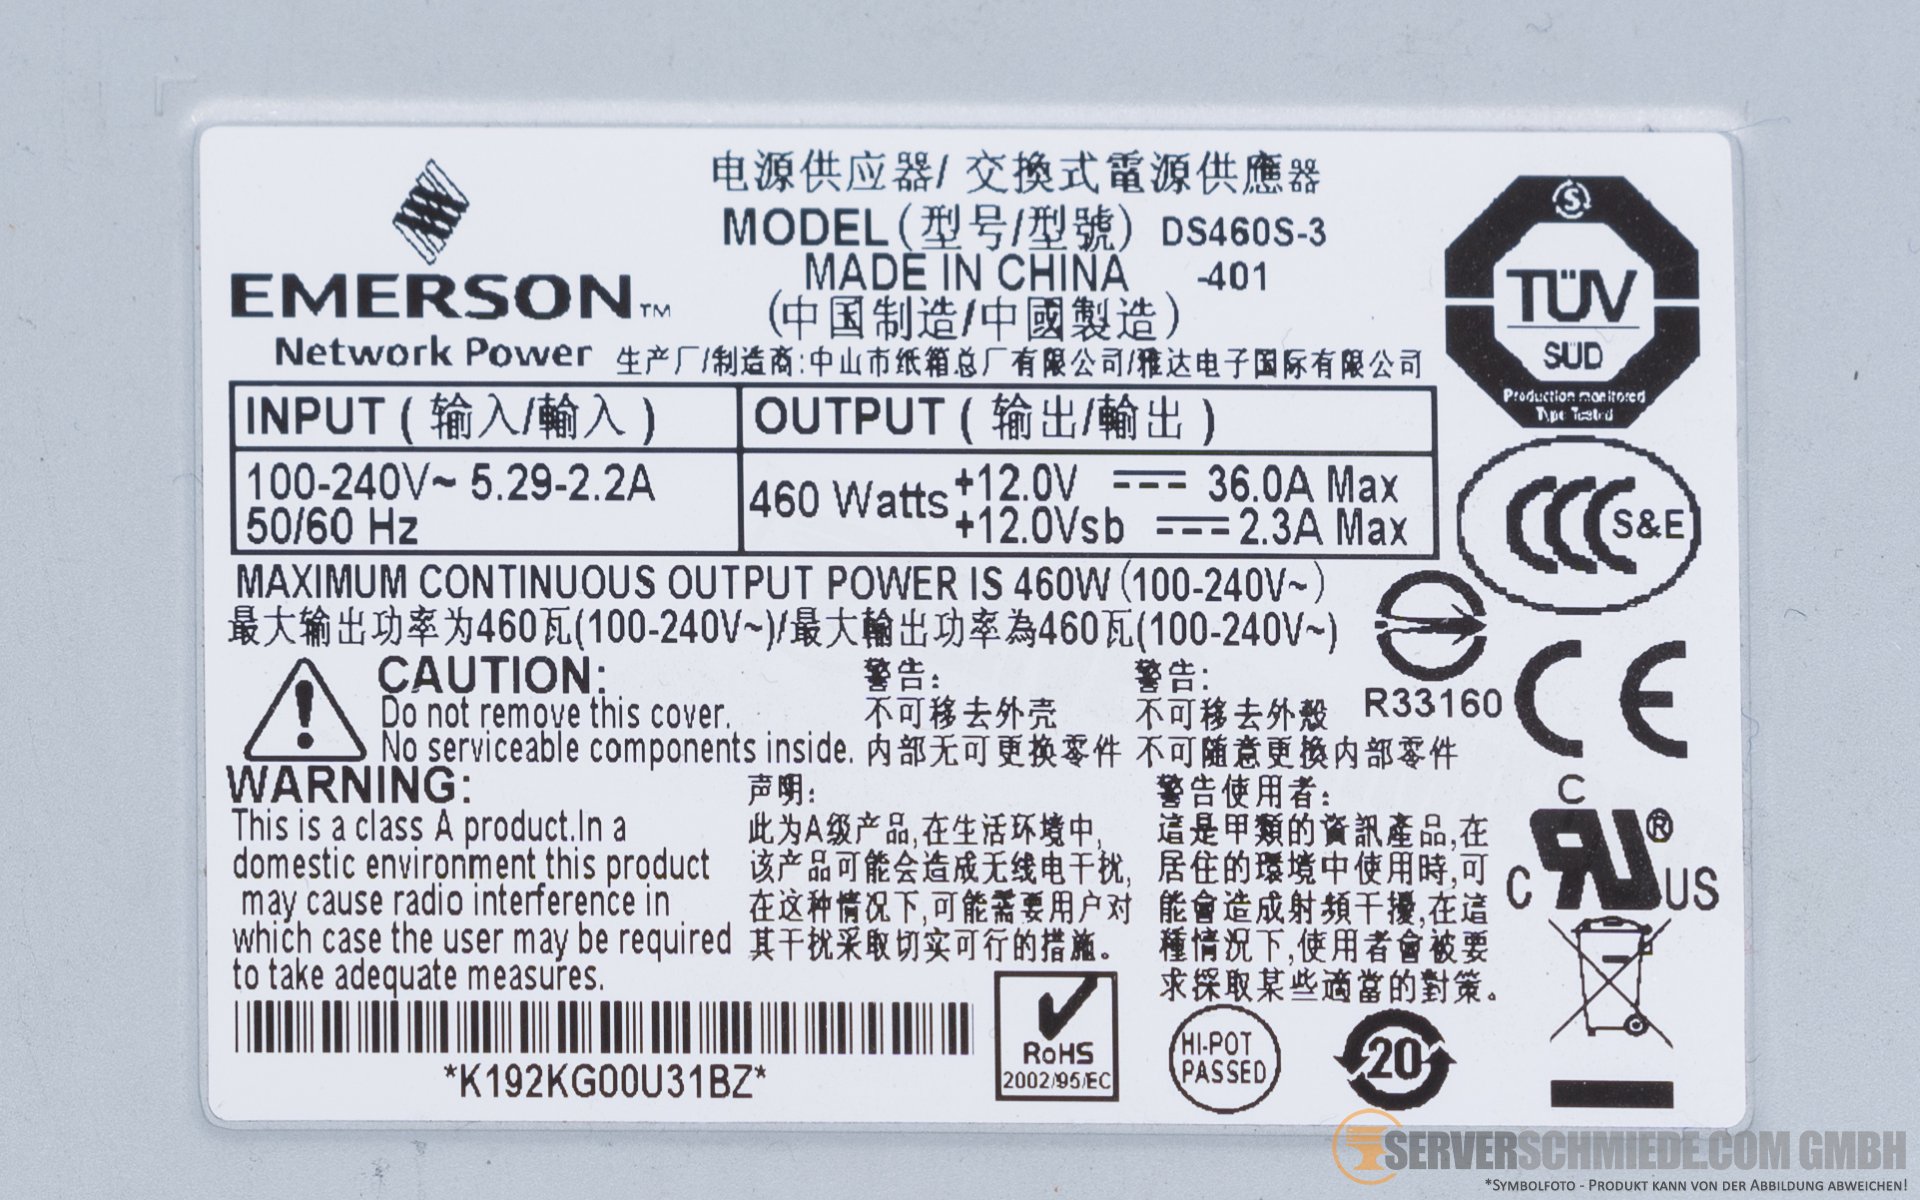 电源供应器/ 交換式電源供應器
MODEL (型号/型號) DS460S-3
MADE IN CHINA -401
(中国制造/中國製造)
EMERSON™
Network Power
生产厂/制造商:中山市纸箱总厂有限公司/雅达电子国际有限公司
INPUT (输入/輸入)
OUTPUT (输出/輸出)
100-240V~ 5.29-2.2A
50/60 Hz
460 Watts
+12.0V 36.0A Max
+12.0Vsb 2.3A Max
MAXIMUM CONTINUOUS OUTPUT POWER IS 460W (100-240V~)
最大输出功率为460瓦(100-240V~)/最大輸出功率為460瓦(100-240V~)
CAUTION:
Do not remove this cover.
No serviceable components inside.
警告:
不可移去外壳
内部无可更换零件
警告:
不可移去外殼
不可隨意更換內部零件
WARNING:
This is a class A product.In a
domestic environment this product
may cause radio interference in
which case the user may be required
to take adequate measures.
声明:
此为A级产品,在生活环境中,
该产品可能会造成无线电干扰,
在这种情况下,可能需要用户对
其干扰采取切实可行的措施。
警告使用者:
這是甲類的資訊產品,在
居住的環境中使用時,可
能會造成射頻干擾,在這
種情況下,使用者會被要
求採取某些適當的對策。
*K192KG00U31BZ*
RoHS
2002/95/EC
HI-POT
PASSED
20
S
TÜV
SÜD
Production monitored
Type Tested
CCC S&E
R33160
CE
C
C RU ® US
SERVERSCHMIEDE.COM GMBH
*SYMBOLFOTO - PRODUKT KANN VON DER ABBILDUNG ABWEICHEN!